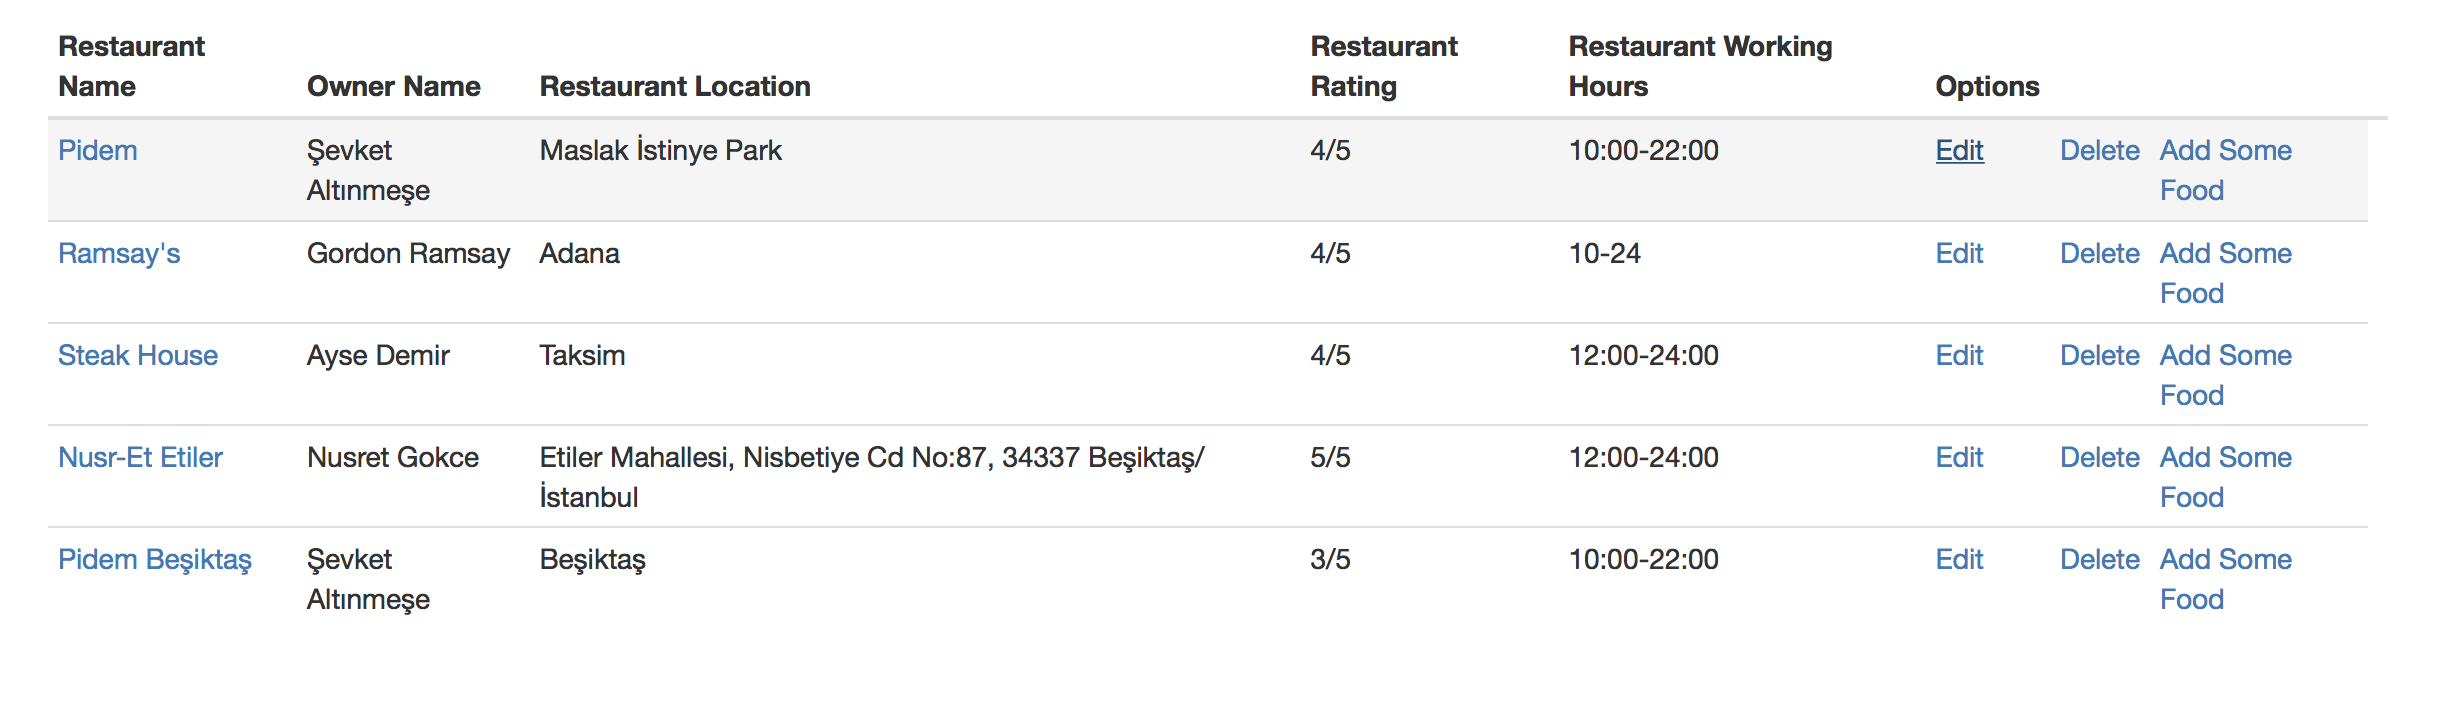 Restaurant Name Owner Name Restaurant Location Restaurant Rating Restaurant Working Hours Options
Pidem Şevket Altınmeşe Maslak İstinye Park 4/5 10:00-22:00 Edit Delete Add Some Food
Ramsay's Gordon Ramsay Adana 4/5 10-24 Edit Delete Add Some Food
Steak House Ayse Demir Taksim 4/5 12:00-24:00 Edit Delete Add Some Food
Nusr-Et Etiler Nusret Gokce Etiler Mahallesi, Nisbetiye Cd No:87, 34337 Beşiktaş/İstanbul 5/5 12:00-24:00 Edit Delete Add Some Food
Pidem Beşiktaş Şevket Altınmeşe Beşiktaş 3/5 10:00-22:00 Edit Delete Add Some Food